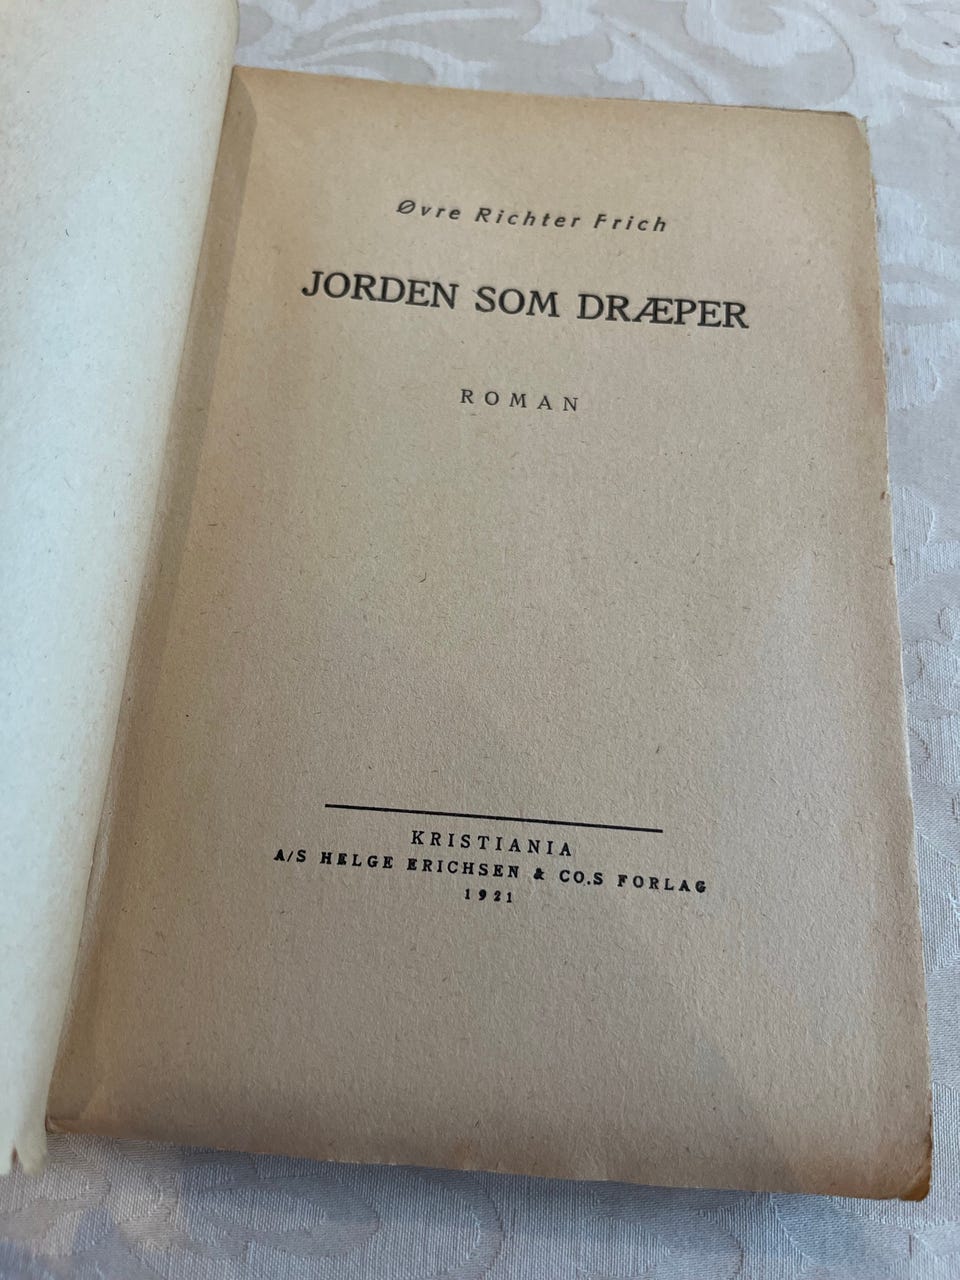 Øvre Richter Frich
JORDEN SOM DRÆPER
ROMAN
KRISTIANIA
A/S HELGE ERICHSEN & CO.S FORLAG
1921